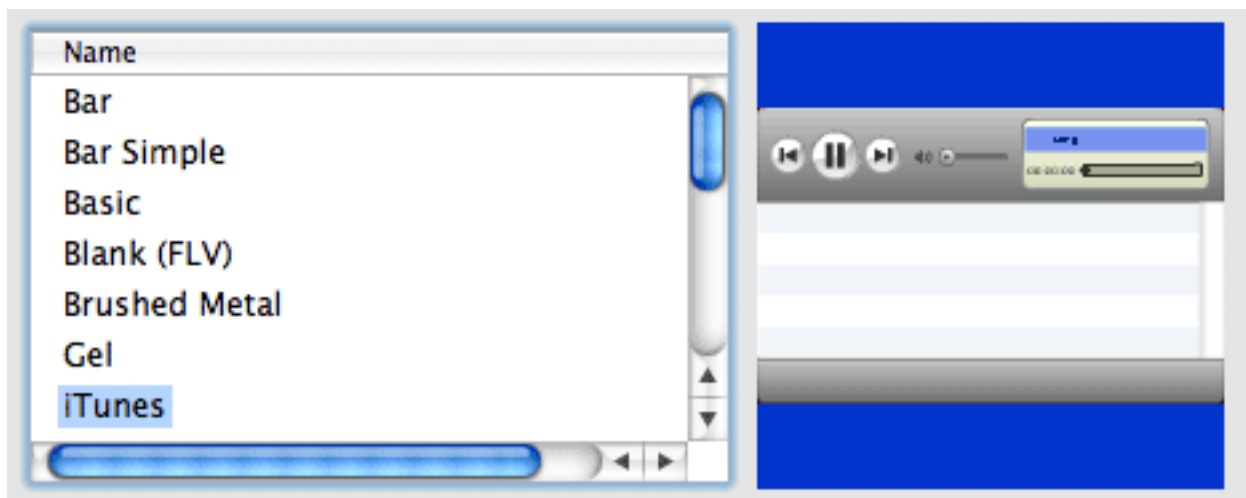 Name
Bar
Bar Simple
Basic
Blank (FLV)
Brushed Metal
Gel
iTunes